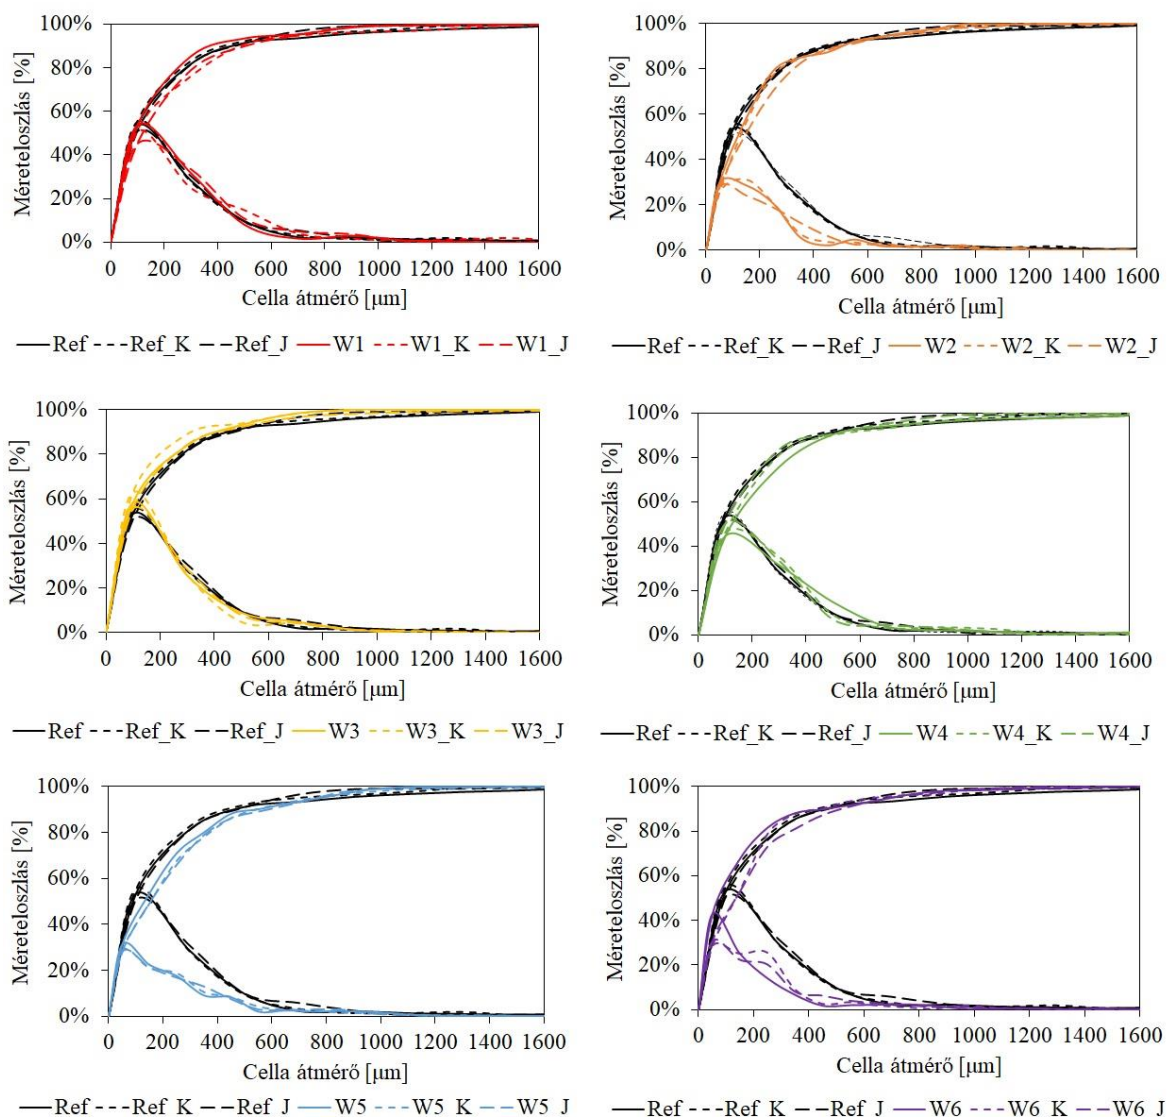 Méreteloszlás [%]
100%
80%
60%
40%
20%
0%
0 200 400 600 800 1000 1200 1400 1600
Cella átmérő [μm]
Ref Ref_K Ref_J W1 W1_K W1_J
Méreteloszlás [%]
100%
80%
60%
40%
20%
0%
0 200 400 600 800 1000 1200 1400 1600
Cella átmérő [μm]
Ref Ref_K Ref_J W2 W2_K W2_J
Méreteloszlás [%]
100%
80%
60%
40%
20%
0%
0 200 400 600 800 1000 1200 1400 1600
Cella átmérő [μm]
Ref Ref_K Ref_J W3 W3_K W3_J
Méreteloszlás [%]
100%
80%
60%
40%
20%
0%
0 200 400 600 800 1000 1200 1400 1600
Cella átmérő [μm]
Ref Ref_K Ref_J W4 W4_K W4_J
Méreteloszlás [%]
100%
80%
60%
40%
20%
0%
0 200 400 600 800 1000 1200 1400 1600
Cella átmérő [μm]
Ref Ref_K Ref_J W5 W5_K W5_J
Méreteloszlás [%]
100%
80%
60%
40%
20%
0%
0 200 400 600 800 1000 1200 1400 1600
Cella átmérő [μm]
Ref Ref_K Ref_J W6 W6_K W6_J